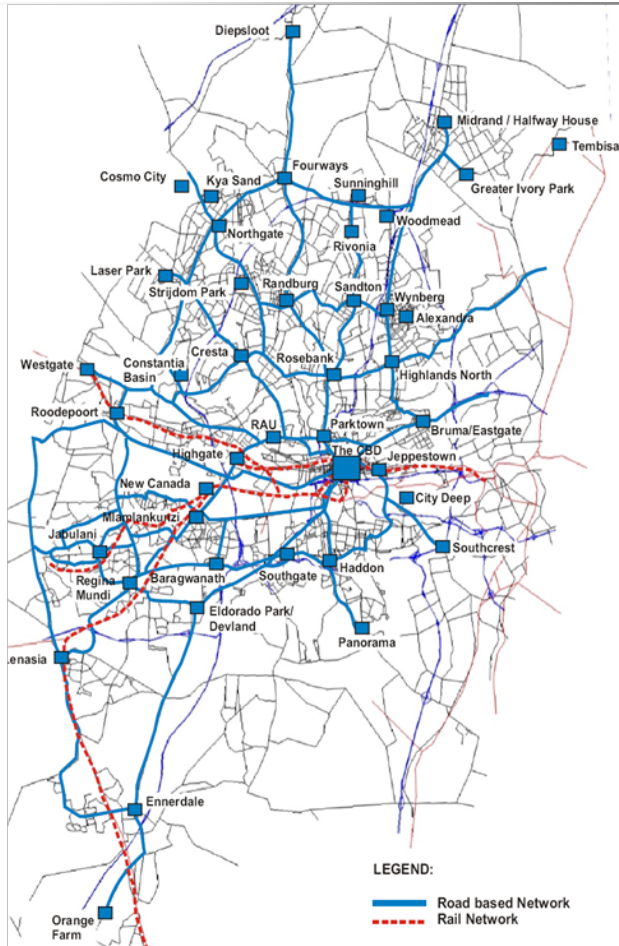 Diepsloot
Midrand / Halfway House
Tembisa
Fourways
Cosmo City
Kya Sand
Sunninghill
Greater Ivory Park
Woodmead
Northgate
Rivonia
Laser Park
Strijdom Park
Randburg
Sandton
Wynberg
Alexandra
Westgate
Constantia
Basin
Cresta
Rosebank
Highlands North
Roodepoort
RAU
Parktown
Bruma/Eastgate
Highgate
The CBD
Jeppestown
New Canada
City Deep
Mlamlankunzi
Jabulani
Southcrest
Regina
Mundi
Baragwanath
Southgate
Haddon
Eldorado Park/
Devland
Panorama
enasia
Ennerdale
LEGEND:
Road based Network
Rail Network
Orange
Farm